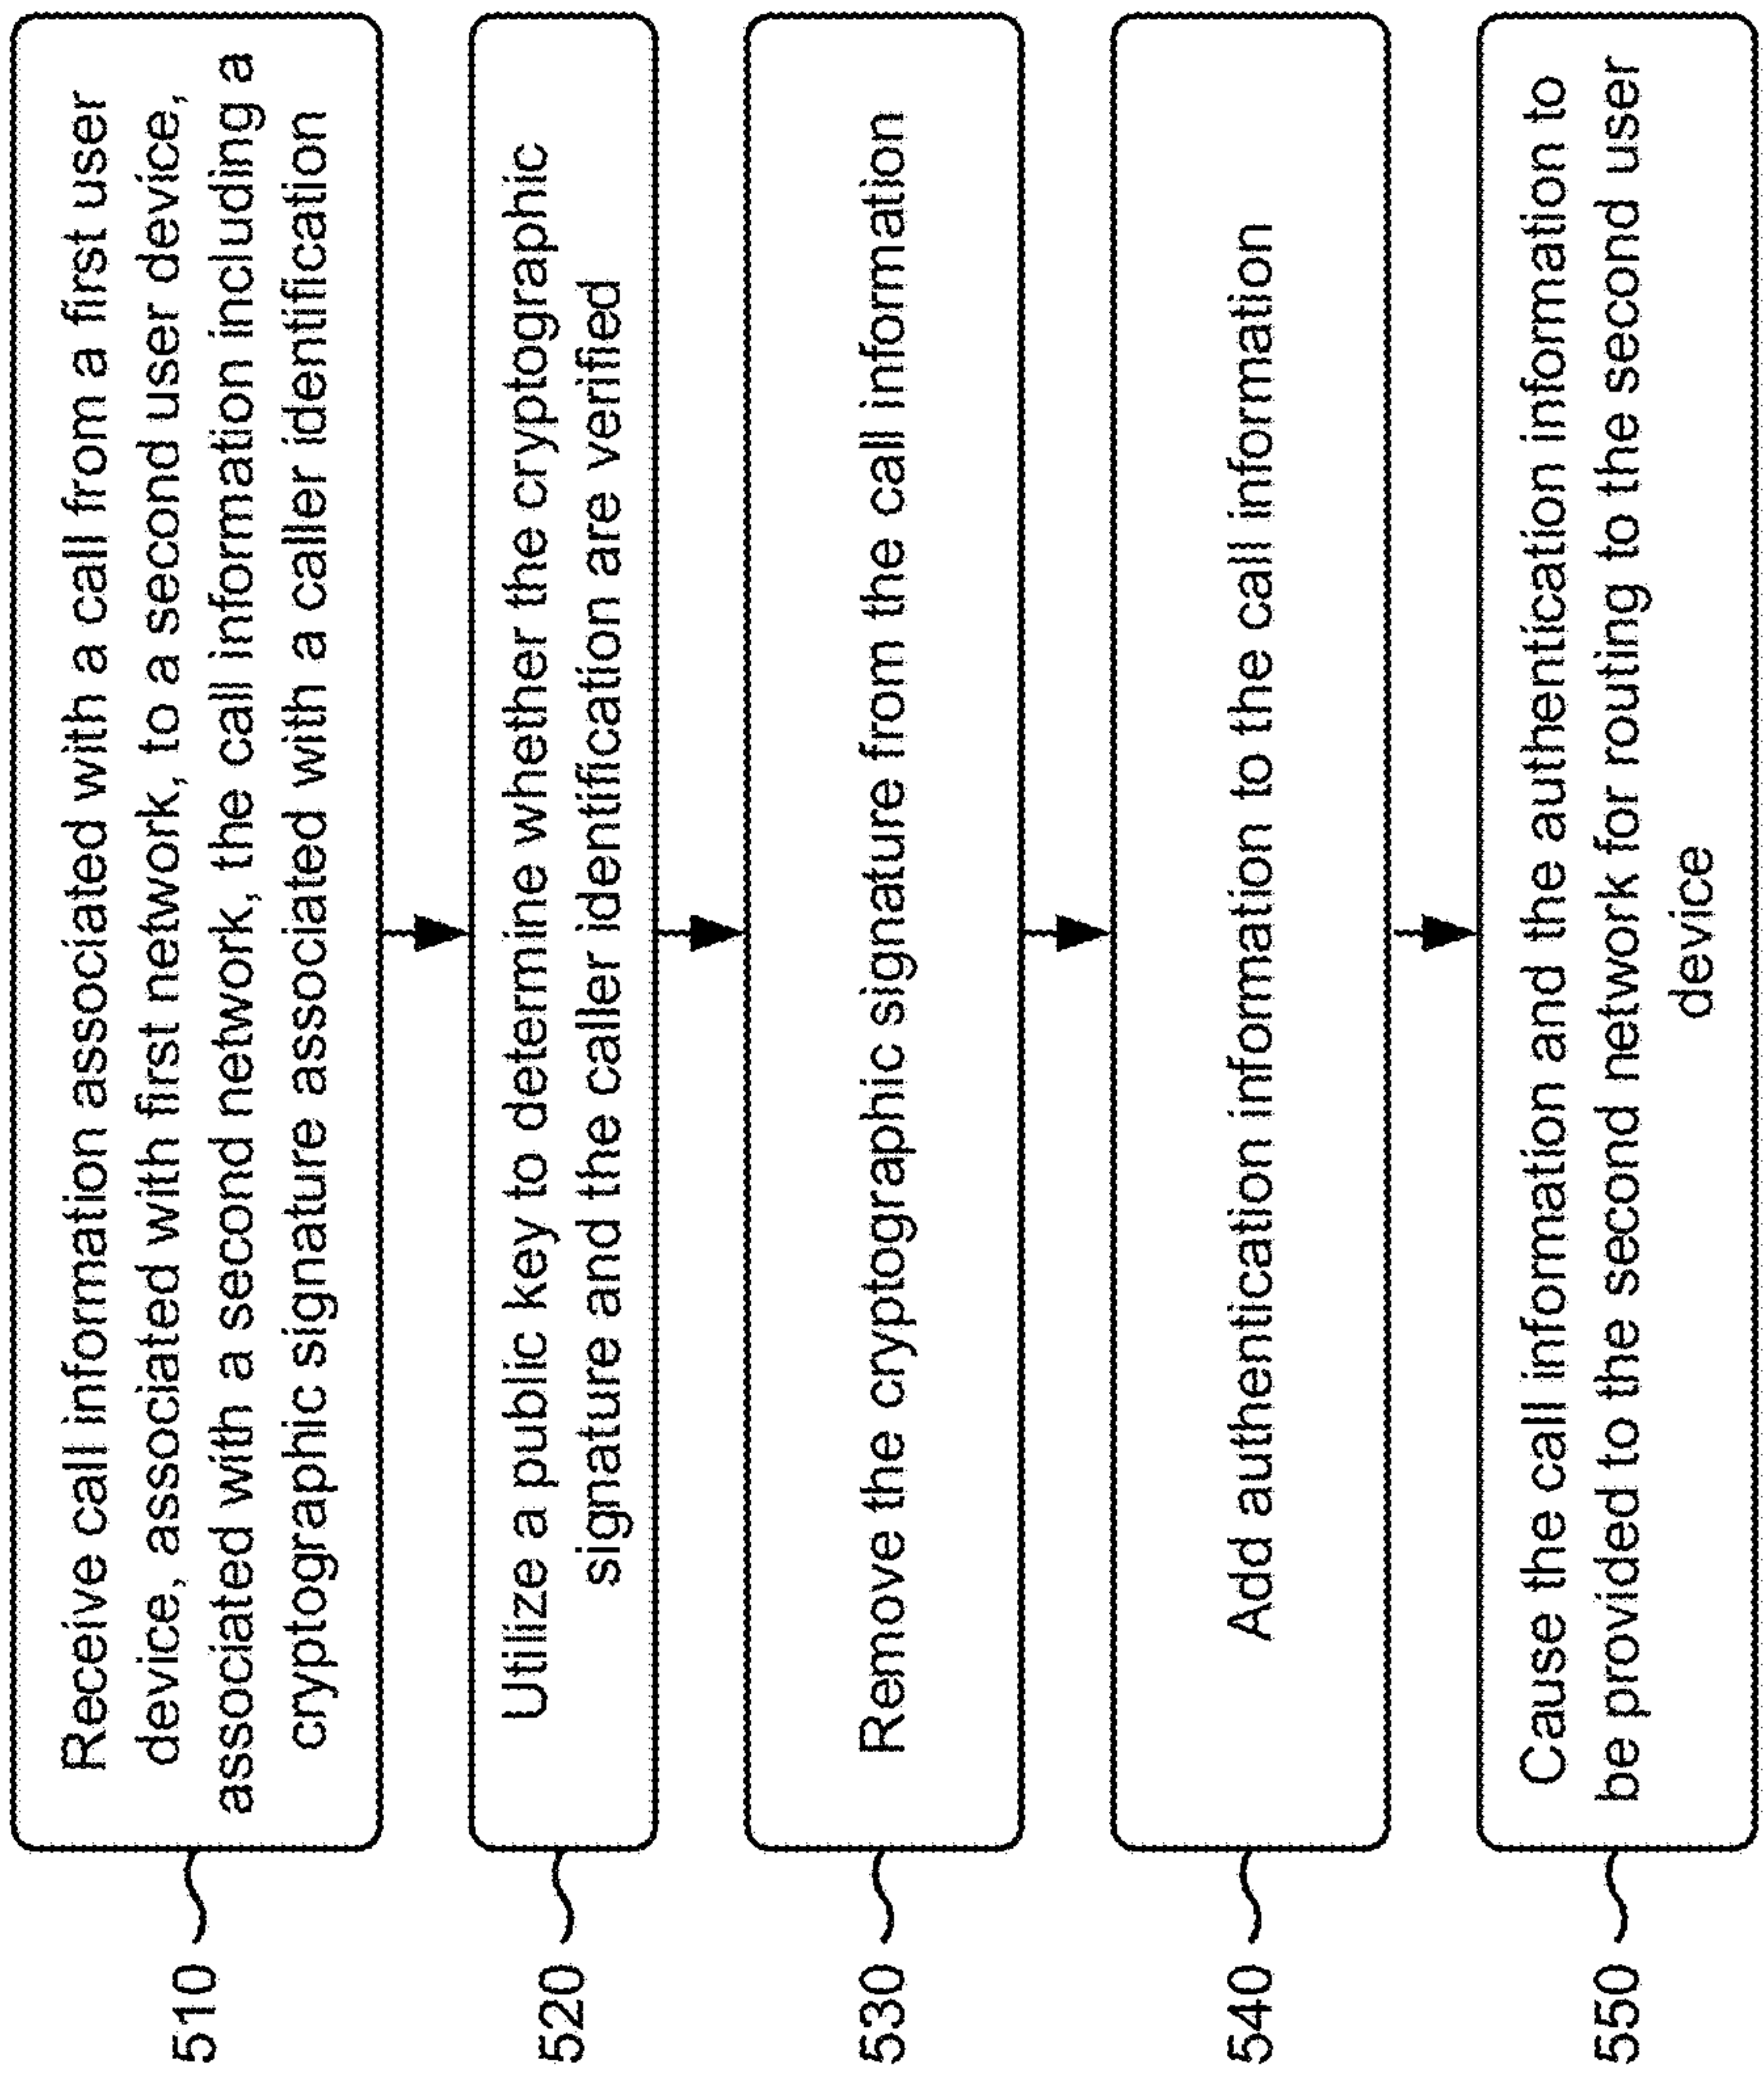 510
Receive call information associated with a call from a first user
device, associated with first network, to a second user device,
associated with a second network, the call information including a
cryptographic signature associated with a caller identification
520
Utilize a public key to determine whether the cryptographic
signature and the caller identification are verified
530
Remove the cryptographic signature from the call information
540
Add authentication information to the call information
550
Cause the call information and the authentication information to
be provided to the second network for routing to the second user
device